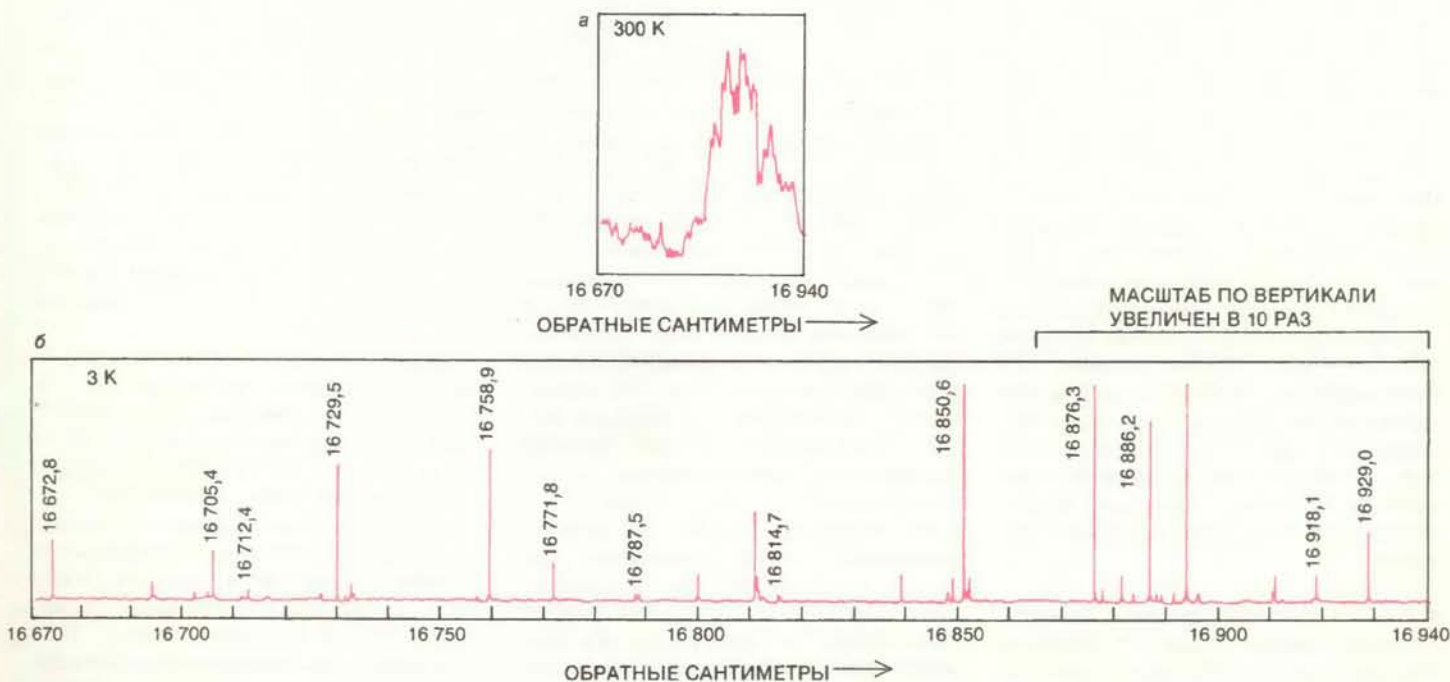 а
300 К
16 670
16 940
ОБРАТНЫЕ САНТИМЕТРЫ
МАСШТАБ ПО ВЕРТИКАЛИ
УВЕЛИЧЕН В 10 РАЗ
б
3 К
16 672,8
16 705,4
16 712,4
16 729,5
16 758,9
16 771,8
16 787,5
16 814,7
16 850,6
16 876,3
16 886,2
16 918,1
16 929,0
16 670
16 700
16 750
16 800
16 850
16 900
16 940
ОБРАТНЫЕ САНТИМЕТРЫ